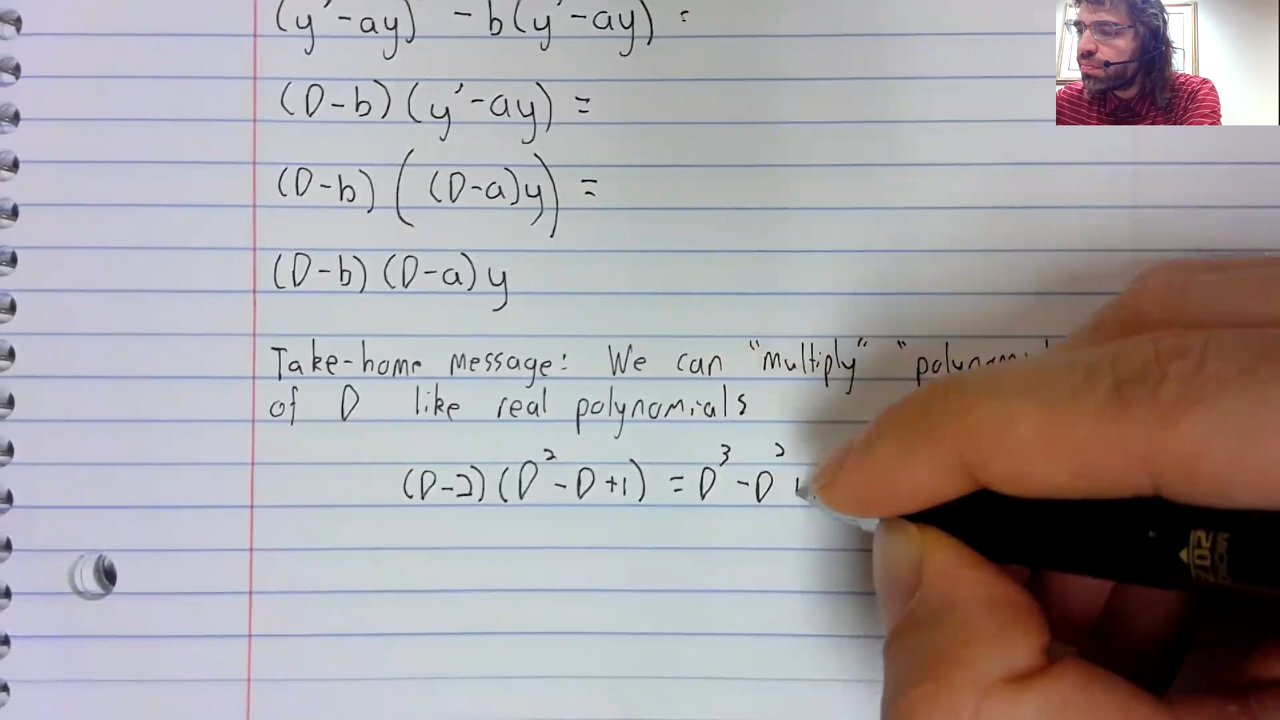 (y'-ay)' -b(y'-ay) =
(D-b)(y'-ay) =
(D-b)((D-a)y) =
(D-b)(D-a)y
Take-home message: We can "multiply"
of D like real polynomials
(D-2)(D²-D+1) = D³-D²